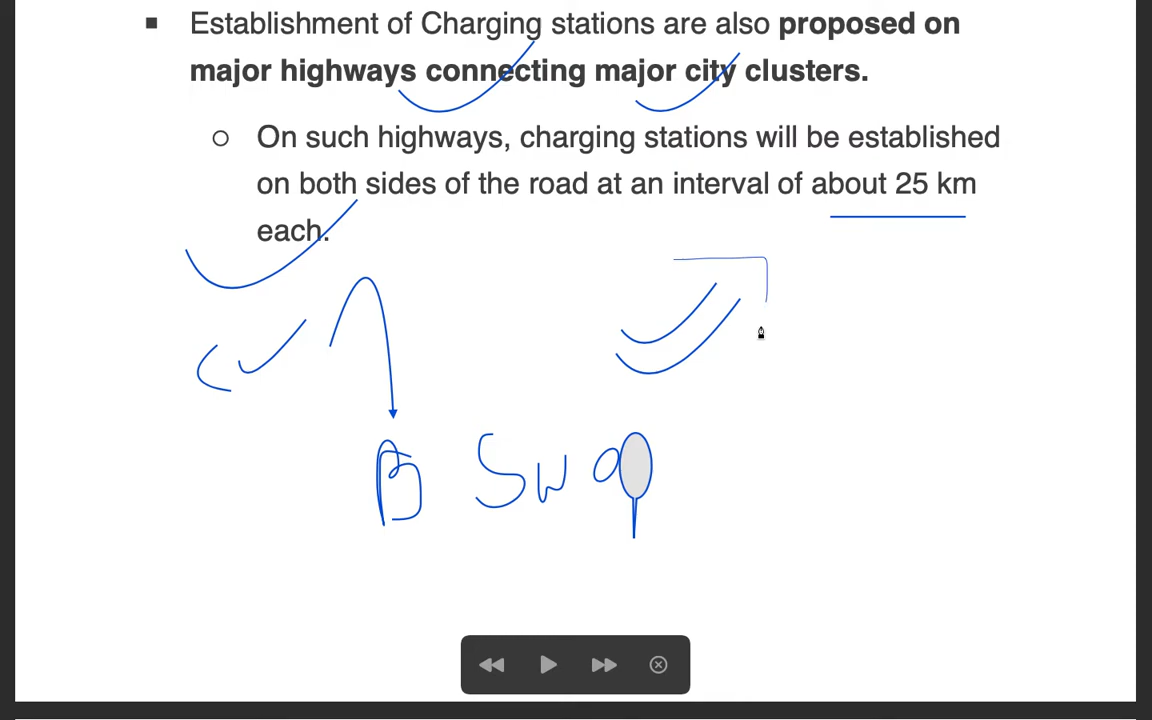 ▪ Establishment of Charging stations are also proposed on
major highways connecting major city clusters.
○ On such highways, charging stations will be established
on both sides of the road at an interval of about 25 km
each.
B Swap